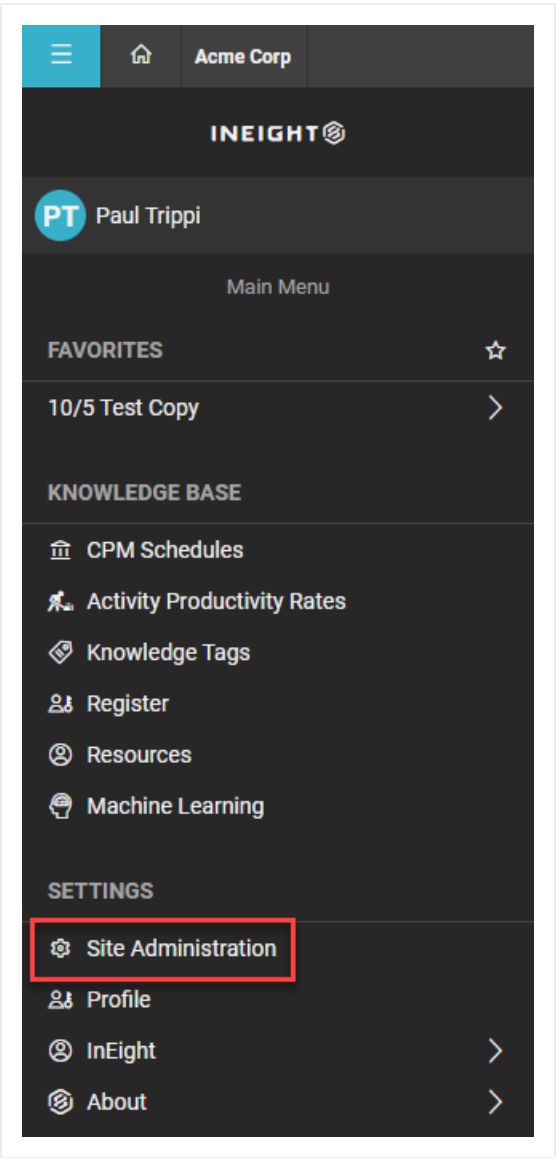 Acme Corp
INEIGHT
PT Paul Trippi
Main Menu
FAVORITES
10/5 Test Copy
KNOWLEDGE BASE
CPM Schedules
Activity Productivity Rates
Knowledge Tags
Register
Resources
Machine Learning
SETTINGS
Site Administration
Profile
InEight
About